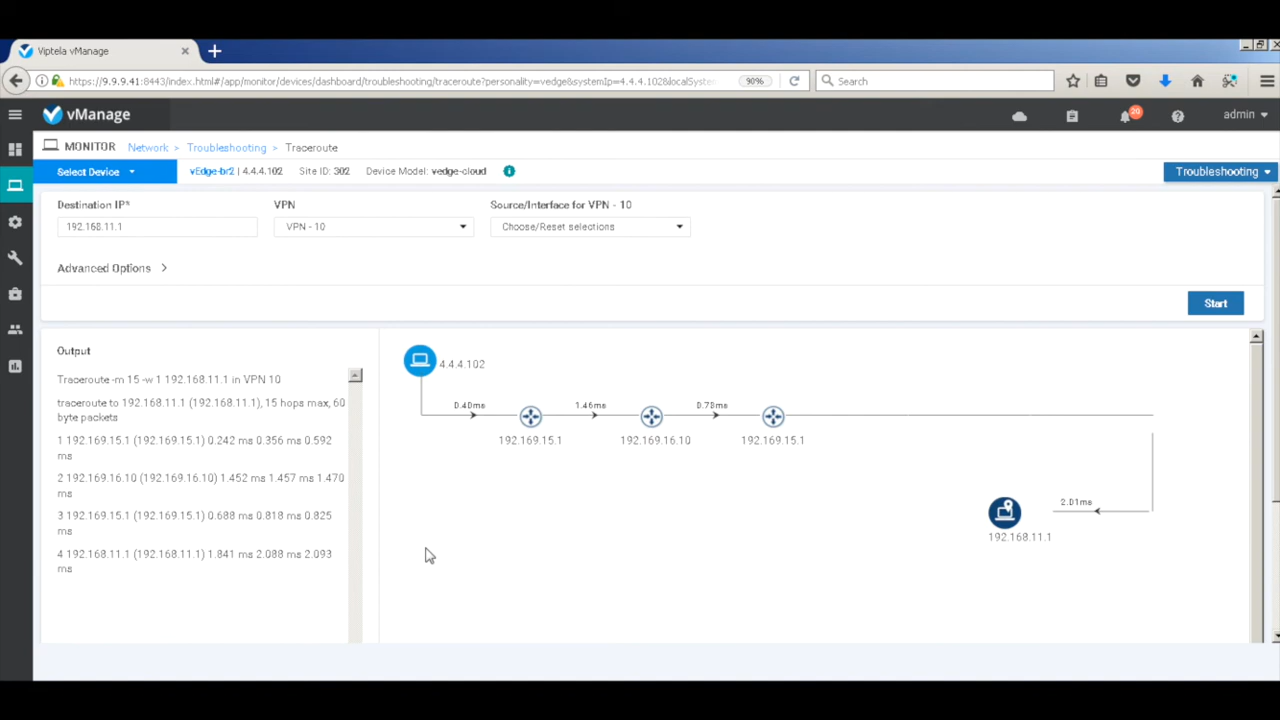 Viptela vManage
https://9.9.9.41:8443/index.html#/app/monitor/devices/dashboard/troubleshooting/traceroute?personality=vedge&systemIp=4.4.4.102&localSystem
90%
Search
vManage
29
admin
MONITOR Network > Troubleshooting > Traceroute
Select Device
vEdge-br2 | 4.4.4.102 Site ID: 302 Device Model: vedge-cloud
Troubleshooting
Destination IP* VPN Source/Interface for VPN - 10
192.168.11.1 VPN - 10 Choose/Reset selections
Advanced Options >
Start
Output
Traceroute -m 15 -w 1 192.168.11.1 in VPN 10
traceroute to 192.168.11.1 (192.168.11.1), 15 hops max, 60
byte packets
1 192.169.15.1 (192.169.15.1) 0.242 ms 0.356 ms 0.592
ms
2 192.169.16.10 (192.169.16.10) 1.452 ms 1.457 ms 1.470
ms
3 192.169.15.1 (192.169.15.1) 0.688 ms 0.818 ms 0.825
ms
4 192.168.11.1 (192.168.11.1) 1.841 ms 2.088 ms 2.093
ms
4.4.4.102
0.40ms 1.46ms 0.78ms
192.169.15.1 192.169.16.10 192.169.15.1
2.01ms
192.168.11.1